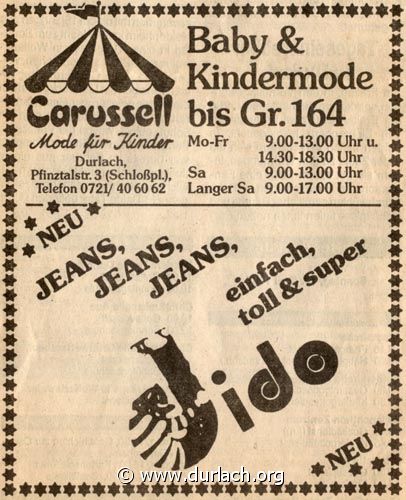 Carussell
Mode für Kinder
Durlach,
Pfinztalstr. 3 (Schloßpl.),
Telefon 0721/ 40 60 62
Baby &
Kindermode
bis Gr. 164
Mo-Fr 9.00-13.00 Uhr u.
14.30-18.30 Uhr
Sa 9.00-13.00 Uhr
Langer Sa 9.00-17.00 Uhr
NEU
JEANS,
JEANS,
JEANS,
einfach,
toll & super
Jido
NEU
© www.durlach.org